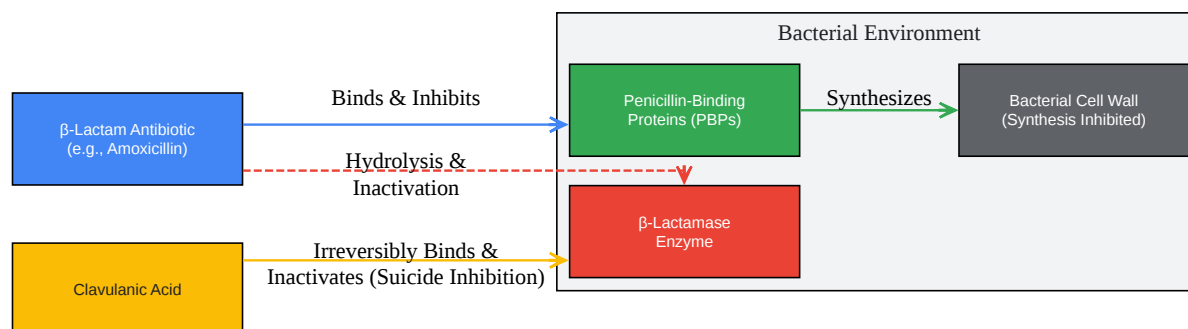 Bacterial Environment
β-Lactam Antibiotic
(e.g., Amoxicillin)
Binds & Inhibits
Penicillin-Binding
Proteins (PBPs)
Synthesizes
Bacterial Cell Wall
(Synthesis Inhibited)
Hydrolysis &
Inactivation
β-Lactamase
Enzyme
Clavulanic Acid
Irreversibly Binds &
Inactivates (Suicide Inhibition)